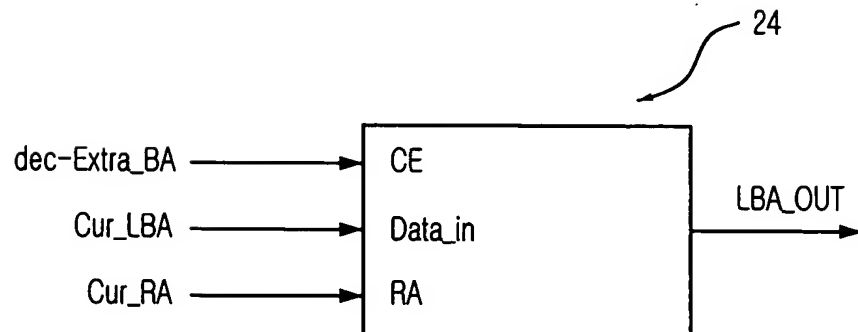 24
dec-Extra_BA CE
LBA_OUT
Cur_LBA Data_in
Cur_RA RA